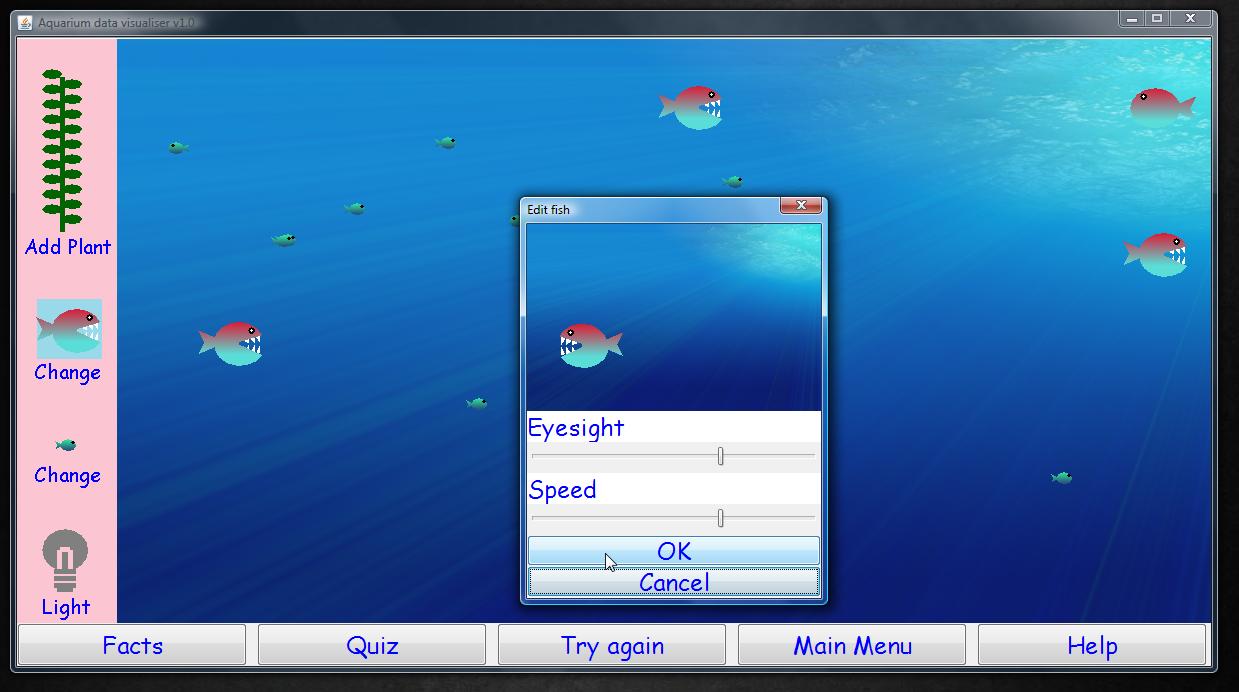 Aquarium data visualiser v1.0
Add Plant
Change
Change
Light
Edit fish
Eyesight
Speed
OK
Cancel
Facts
Quiz
Try again
Main Menu
Help